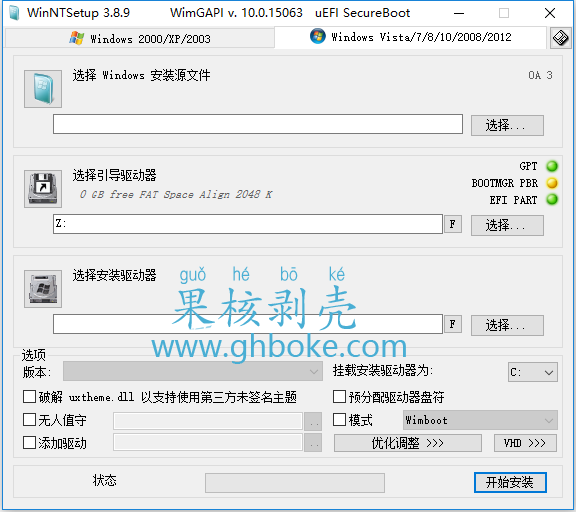 WinNTSetup 3.8.9 WimGAPI v. 10.0.15063 uEFI SecureBoot
Windows 2000/XP/2003 Windows Vista/7/8/10/2008/2012
选择 Windows 安装源文件 OA 3
选择...
选择引导驱动器 GPT
0 GB free FAT Space Align 2048 K BOOTMGR PBR
EFI PART
Z: F 选择...
选择安装驱动器
guǒ hé bō ké
果核剥壳
F 选择...
www.ghboke.com
选项
版本: 挂载安装驱动器为: C:
破解 uxtheme.dll 以支持使用第三方未签名主题 预分配驱动器盘符
无人值守 .. 模式 Wimboot
添加驱动 .. 优化调整 >>> VHD >>>
状态 开始安装